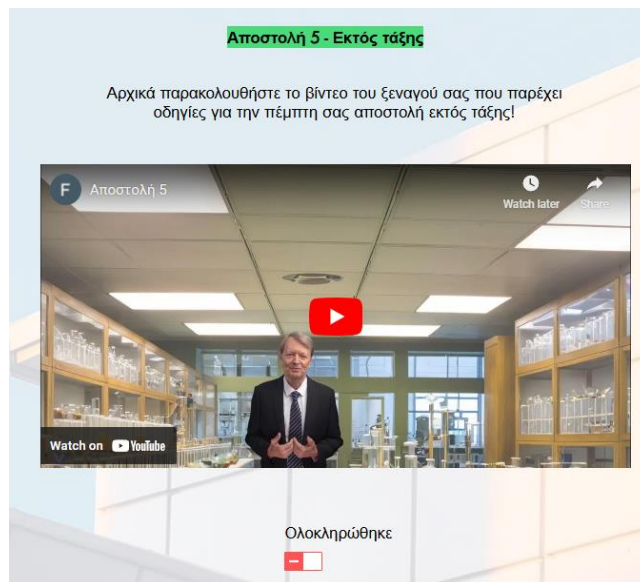 Αποστολή 5 - Εκτός τάξης
Αρχικά παρακολουθήστε το βίντεο του ξεναγού σας που παρέχει
οδηγίες για την πέμπτη σας αποστολή εκτός τάξης!
F Αποστολή 5
Watch later Share
Watch on YouTube
Ολοκληρώθηκε